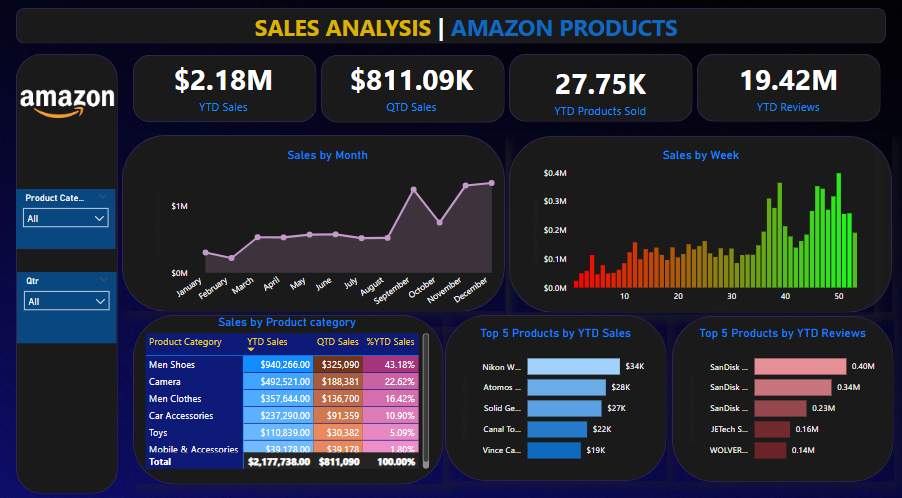 SALES ANALYSIS | AMAZON PRODUCTS
amazon
$2.18M
YTD Sales
$811.09K
QTD Sales
27.75K
YTD Products Sold
19.42M
YTD Reviews
Product Cate...
All
Qtr
All
Sales by Month
$1M
$0M
January
February
March
April
May
June
July
August
September
October
November
December
Sales by Week
$0.4M
$0.3M
$0.2M
$0.1M
$0.0M
10 20 30 40 50
Sales by Product category
Product Category YTD Sales QTD Sales %YTD Sales
Men Shoes $940,266.00 $325,090 43.18%
Camera $492,521.00 $188,381 22.62%
Men Clothes $357,644.00 $136,700 16.42%
Car Accessories $237,290.00 $91,359 10.90%
Toys $110,839.00 $30,382 5.09%
Mobile & Accessories $39,178.00 $39,178 1.80%
Total $2,177,738.00 $811,090 100.00%
Top 5 Products by YTD Sales
Nikon W... $34K
Atomos ... $28K
Solid Ge... $27K
Canal To... $22K
Vince Ca... $19K
Top 5 Products by YTD Reviews
SanDisk ... 0.40M
SanDisk ... 0.34M
SanDisk ... 0.23M
JETech S... 0.16M
WOLVER... 0.14M